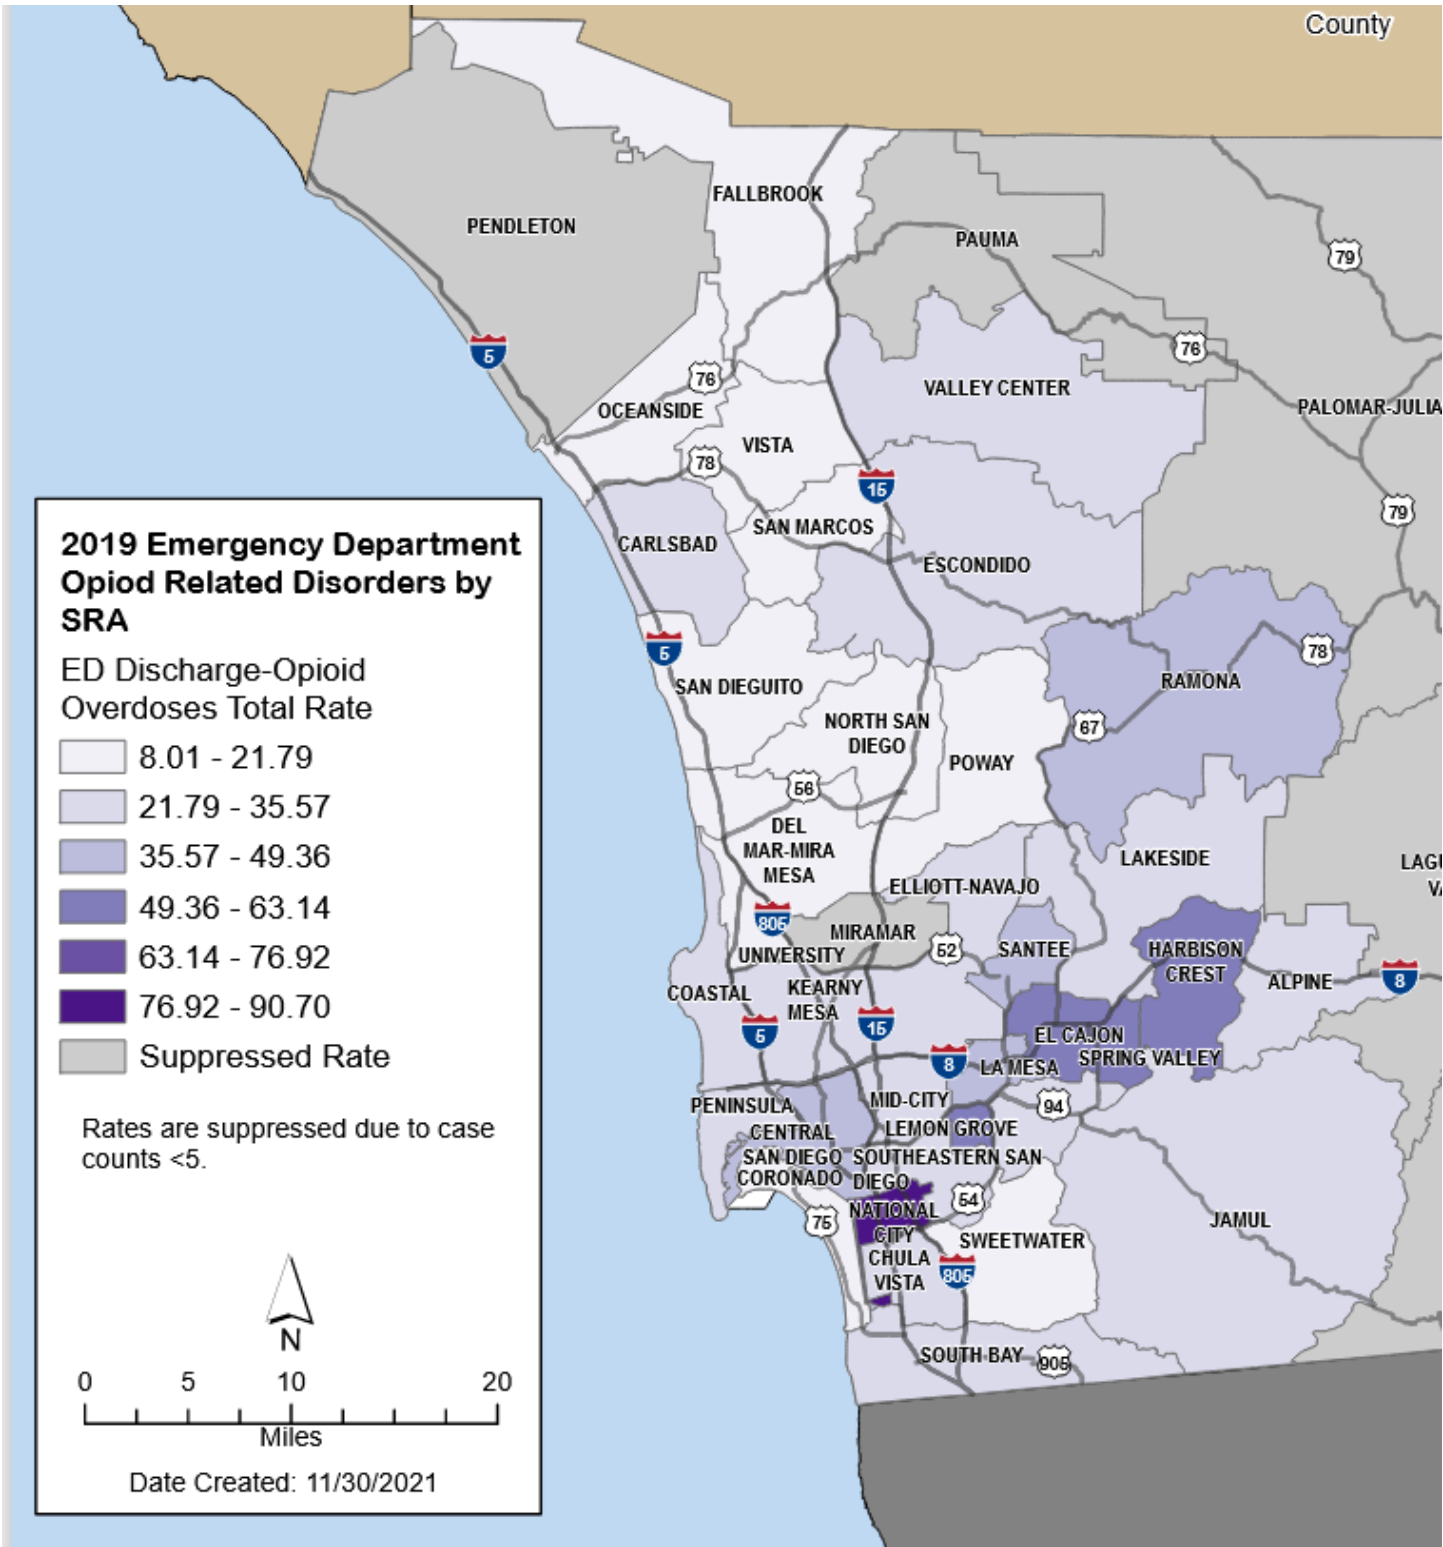 County
FALLBROOK
PENDLETON
PAUMA
79
5
76
76
VALLEY CENTER
OCEANSIDE
PALOMAR-JULIA
VISTA
78
15
79
SAN MARCOS
CARLSBAD
ESCONDIDO
5
78
RAMONA
SAN DIEGUITO
NORTH SAN
DIEGO
67
POWAY
56
DEL
MAR-MIRA
MESA
LAKESIDE
LAGU
VA
ELLIOTT-NAVAJO
805
MIRAMAR
52
SANTEE
HARBISON
CREST
UNIVERSITY
COASTAL
KEARNY
MESA
ALPINE
8
5
15
EL CAJON
8
LA MESA
SPRING VALLEY
PENINSULA
MID-CITY
94
CENTRAL
SAN DIEGO
LEMON GROVE
SOUTHEASTERN SAN
DIEGO
CORONADO
54
75
NATIONAL
CITY
JAMUL
SWEETWATER
CHULA
VISTA
805
SOUTH BAY
905
2019 Emergency Department
Opiod Related Disorders by
SRA
ED Discharge-Opioid
Overdoses Total Rate
8.01 - 21.79
21.79 - 35.57
35.57 - 49.36
49.36 - 63.14
63.14 - 76.92
76.92 - 90.70
Suppressed Rate
Rates are suppressed due to case
counts <5.
N
0 5 10 20
Miles
Date Created: 11/30/2021